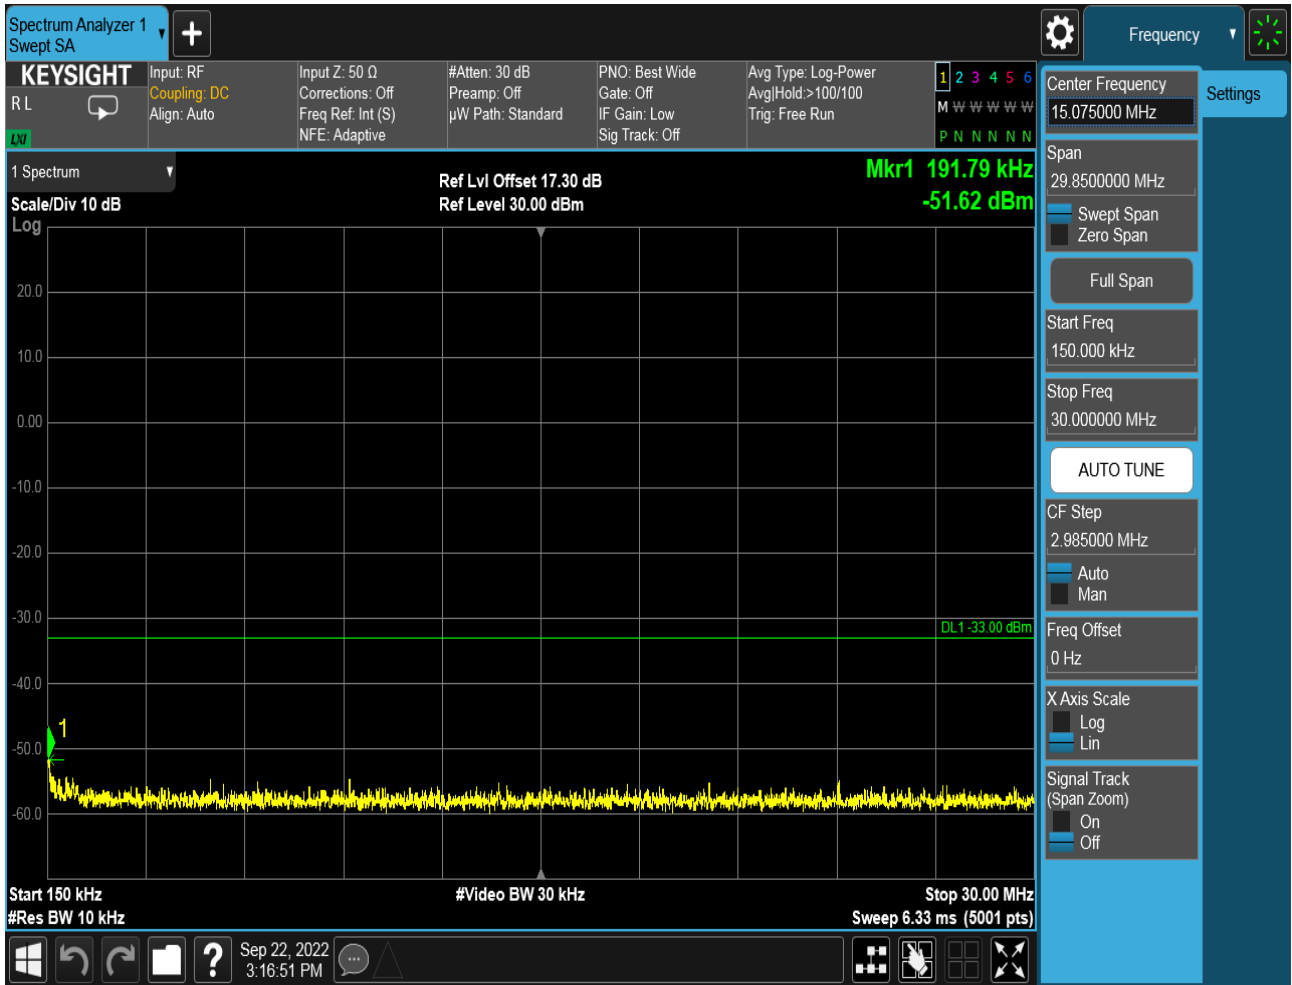 Spectrum Analyzer 1
Swept SA
Frequency
KEYSIGHT
R L
LXI
Input: RF
Coupling: DC
Align: Auto
Input Z: 50 Ω
Corrections: Off
Freq Ref: Int (S)
NFE: Adaptive
#Atten: 30 dB
Preamp: Off
µW Path: Standard
PNO: Best Wide
Gate: Off
IF Gain: Low
Sig Track: Off
Avg Type: Log-Power
Avg|Hold:>100/100
Trig: Free Run
1 2 3 4 5 6
M W W W W W
P N N N N N
1 Spectrum
Scale/Div 10 dB
Log
Ref Lvl Offset 17.30 dB
Ref Level 30.00 dBm
Mkr1 191.79 kHz
-51.62 dBm
20.0
10.0
0.00
-10.0
-20.0
-30.0
DL1 -33.00 dBm
-40.0
1
-50.0
-60.0
Start 150 kHz
#Video BW 30 kHz
Stop 30.00 MHz
#Res BW 10 kHz
Sweep 6.33 ms (5001 pts)
Sep 22, 2022
3:16:51 PM
Center Frequency
15.075000 MHz
Settings
Span
29.8500000 MHz
Swept Span
Zero Span
Full Span
Start Freq
150.000 kHz
Stop Freq
30.000000 MHz
AUTO TUNE
CF Step
2.985000 MHz
Auto
Man
Freq Offset
0 Hz
X Axis Scale
Log
Lin
Signal Track
(Span Zoom)
On
Off